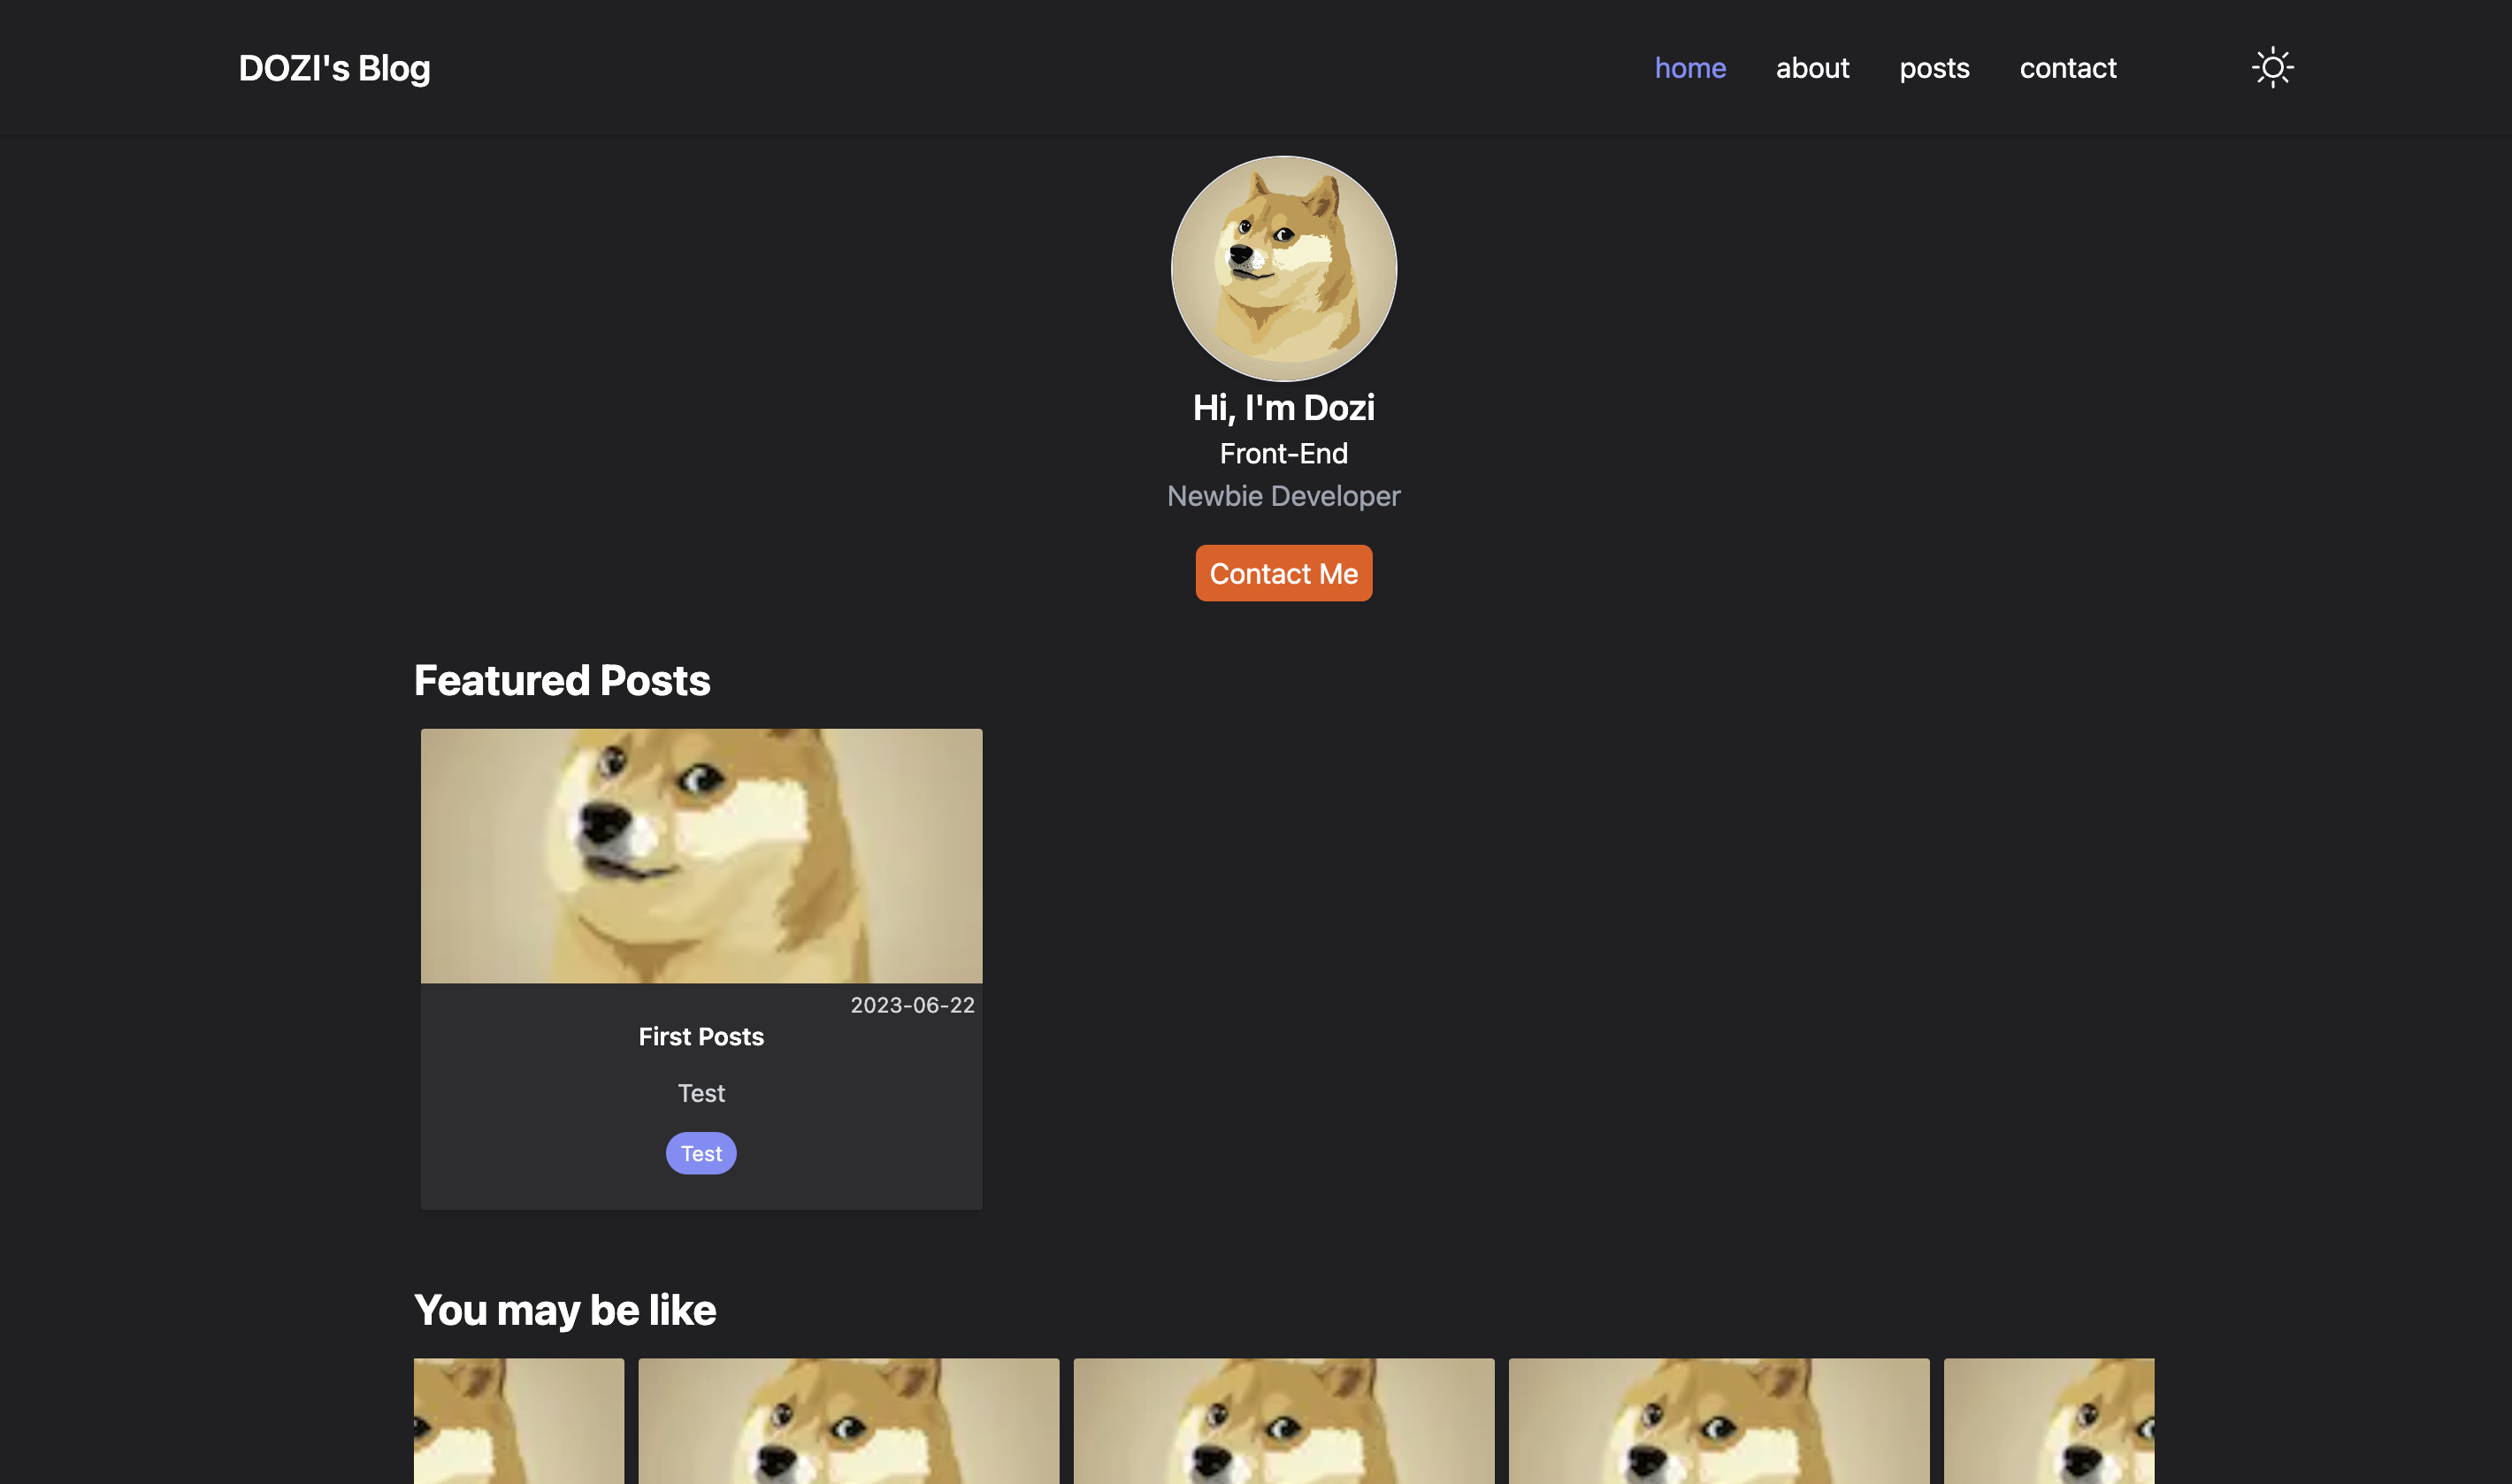 DOZI's Blog
home about posts contact
Hi, I'm Dozi
Front-End
Newbie Developer
Contact Me
Featured Posts
2023-06-22
First Posts
Test
Test
You may be like